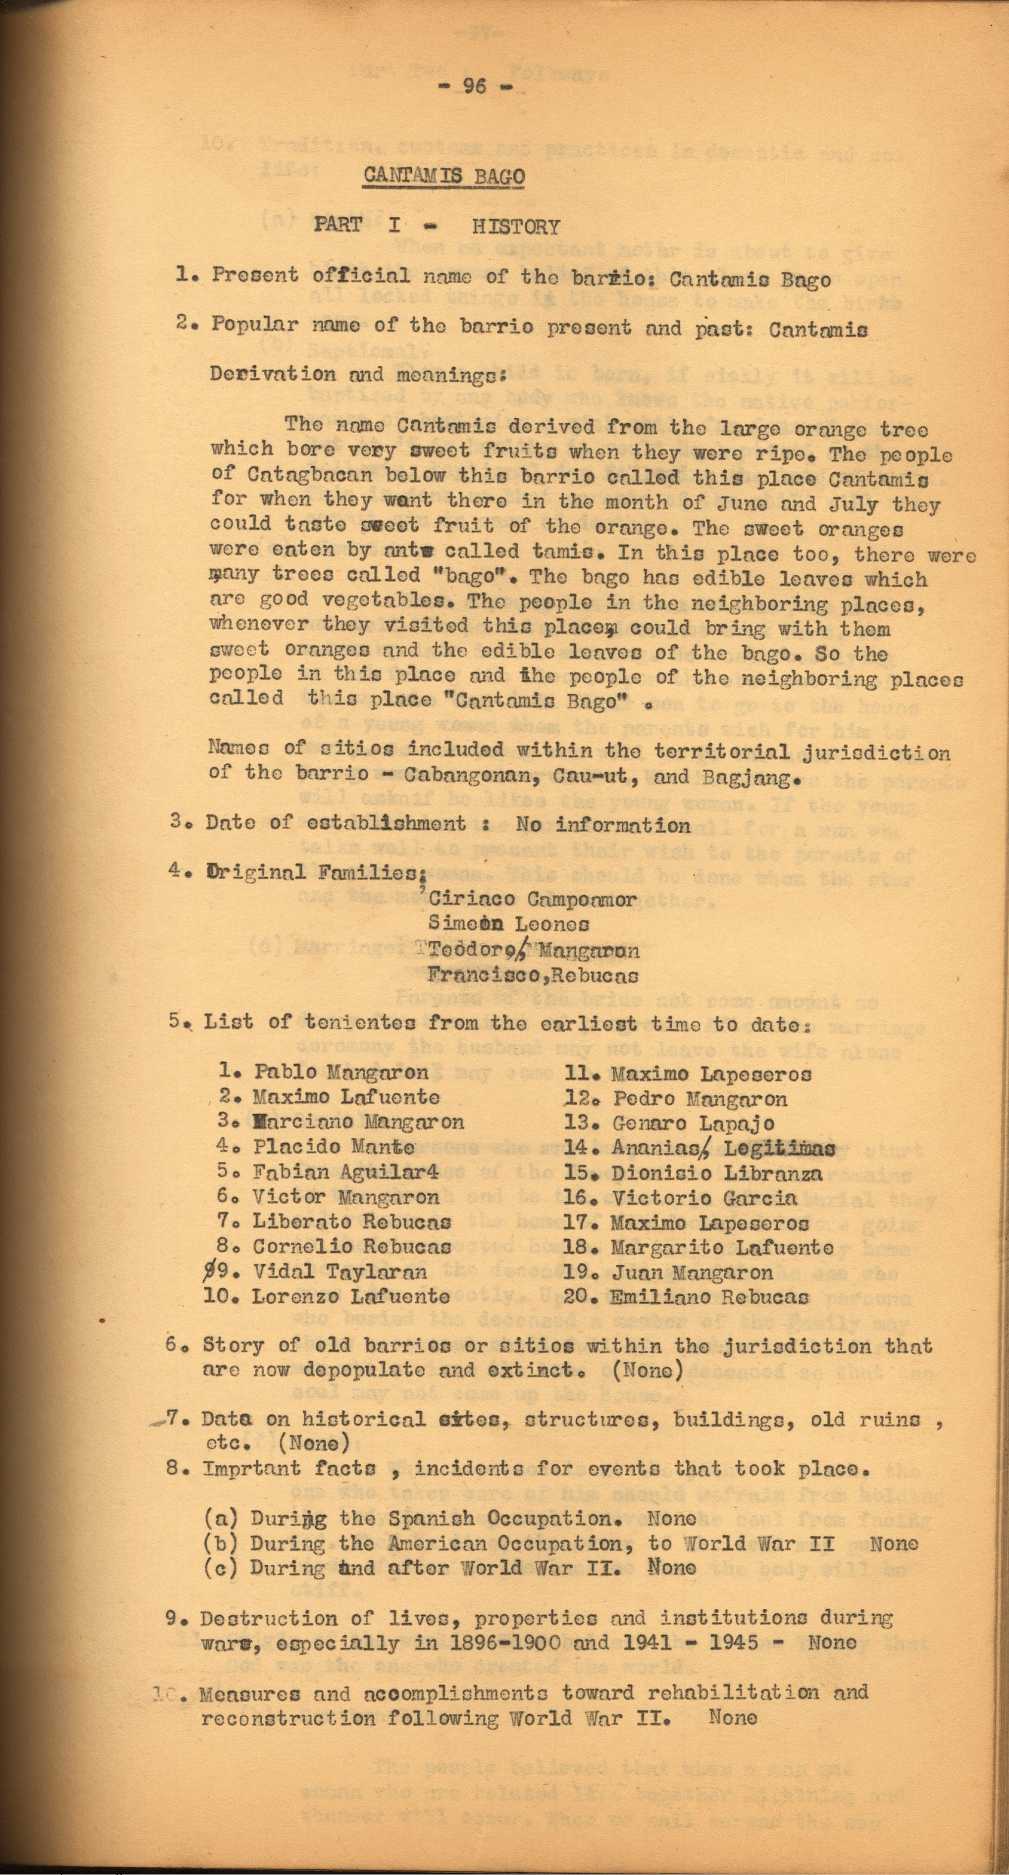 - 96 -
CANTAMIS BAGO
PART I - HISTORY
1. Present official name of the barrio: Cantamis Bago
2. Popular name of the barrio present and past: Cantamis
Derivation and meanings:
The name Cantamis derived from the large orange tree
which bore very sweet fruits when they were ripe. The people
of Catagbacan below this barrio called this place Cantamis
for when they want there in the month of June and July they
could taste sweet fruit of the orange. The sweet oranges
were eaten by ants called tamis. In this place too, there were
many trees called "bago". The bago has edible leaves which
are good vegetables. The people in the neighboring places,
whenever they visited this place, could bring with them
sweet oranges and the edible leaves of the bago. So the
people in this place and the people of the neighboring places
called this place "Cantamis Bago" .
Names of sitios included within the territorial jurisdiction
of the barrio - Cabangonan, Cau-ut, and Bagjang.
3. Date of establishment : No information
4. Original Families:
Ciriaco Campoamor
Simeon Leones
Teodoro, Mangaron
Francisco,Rebucas
5. List of tenientes from the earliest time to date:
1. Pablo Mangaron
2. Maximo Lafuente
3. Marciano Mangaron
4. Placido Mante
5. Fabian Aguilar4
6. Victor Mangaron
7. Liberato Rebucas
8. Cornelio Rebucas
9. Vidal Taylaran
10. Lorenzo Lafuente
11. Maximo Lapeseros
12. Pedro Mangaron
13. Genaro Lapajo
14. Ananias, Legitimas
15. Dionisio Libranza
16. Victorio Garcia
17. Maximo Lapeseros
18. Margarito Lafuente
19. Juan Mangaron
20. Emiliano Rebucas
6. Story of old barrios or sitios within the jurisdiction that
are now depopulate and extinct. (None)
7. Data on historical sites, structures, buildings, old ruins ,
etc. (None)
8. Imprtant facts , incidents for events that took place.
(a) During the Spanish Occupation. None
(b) During the American Occupation, to World War II None
(c) During and after World War II. None
9. Destruction of lives, properties and institutions during
wars, especially in 1896-1900 and 1941 - 1945 - None
10. Measures and accomplishments toward rehabilitation and
reconstruction following World War II. None